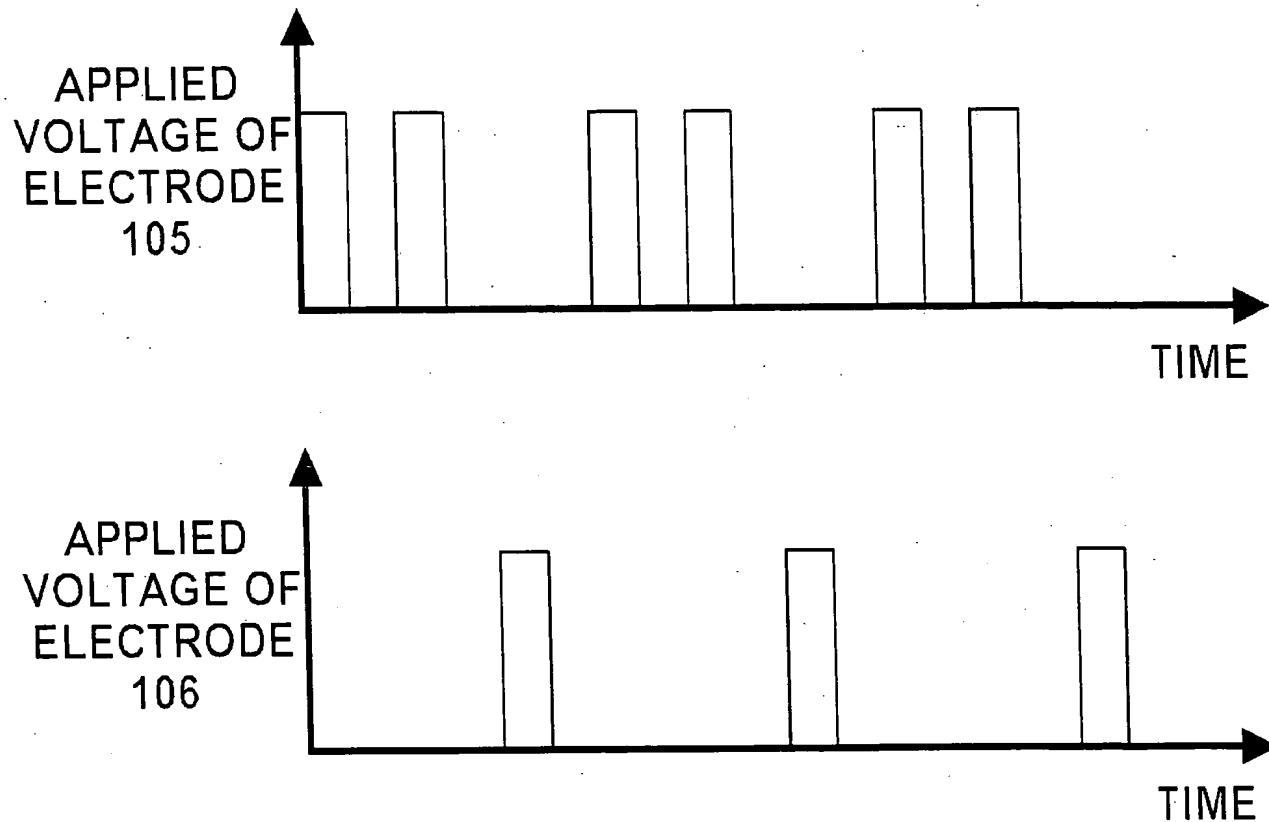 APPLIED
VOLTAGE OF
ELECTRODE
105
TIME
APPLIED
VOLTAGE OF
ELECTRODE
106
TIME